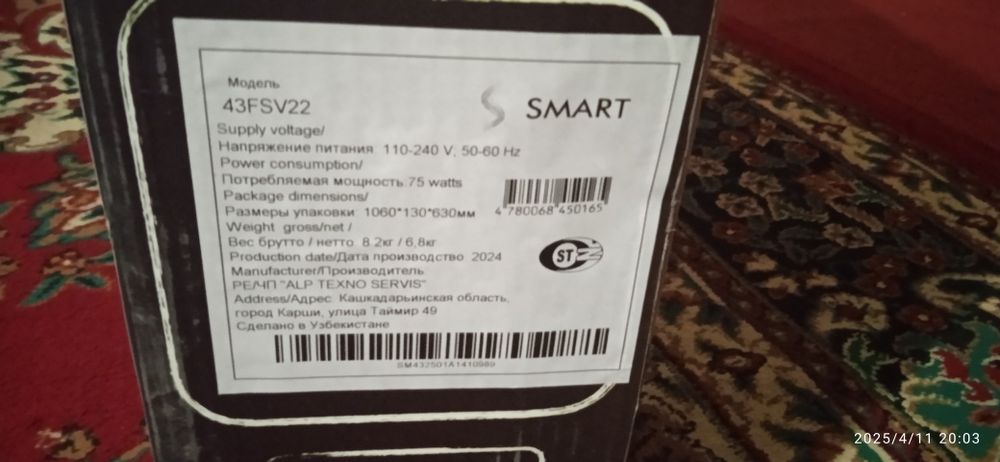 Модель
43FSV22
S SMART
Supply voltage/
Напряжение питания 110-240 V, 50-60 Hz
Power consumption/
Потребляемая мощность 75 watts
Package dimensions/
Размеры упаковки: 1060*130*630мм
4 780068 450165
Weight gross/net /
Вес брутто / нетто 8.2кг / 6,8кг
ST
Production date/Дата производство 2024
Manufacturer/Производитель
PE/ЧП "ALP TEXNO SERVIS"
Address/Адрес: Кашкадарьинская область,
город Карши, улица Таймир 49
Сделано в Узбекистане
SM432501A1410989
2025/4/11 20:03